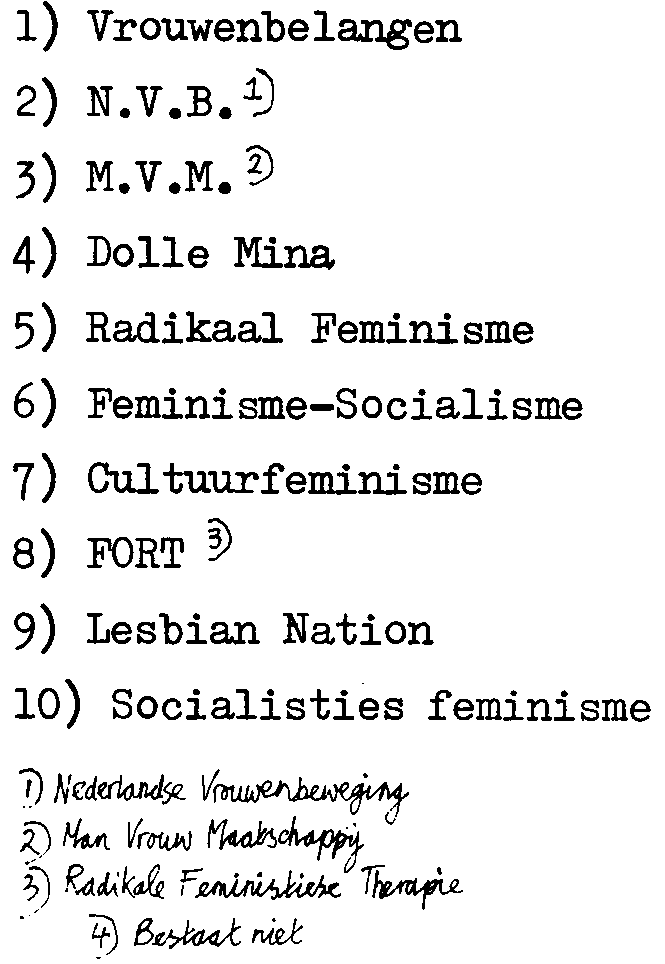 1) Vrouwenbelangen
2) N.V.B. 1)
3) M.V.M. 2)
4) Dolle Mina
5) Radikaal Feminisme
6) Feminisme-Socialisme
7) Cultuurfeminisme
8) FORT 3)
9) Lesbian Nation
10) Socialisties feminisme
1) Nederlandse Vrouwenbeweging
2) Man Vrouw Maatschappij
3) Radikale Feministiese Therapie
4) Bestaat niet